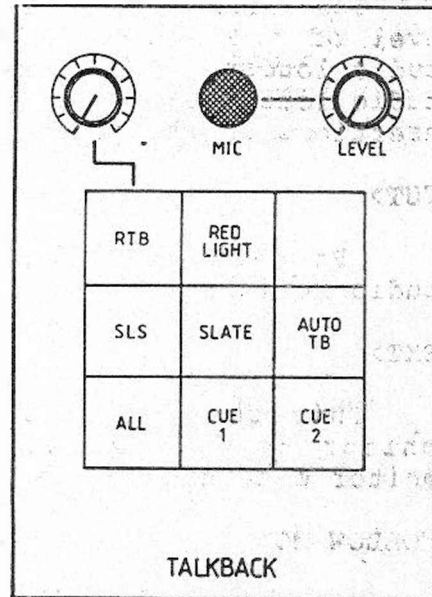 MIC
LEVEL
RTB
RED
LIGHT
SLS
SLATE
AUTO
TB
ALL
CUE
1
CUE
2
TALKBACK